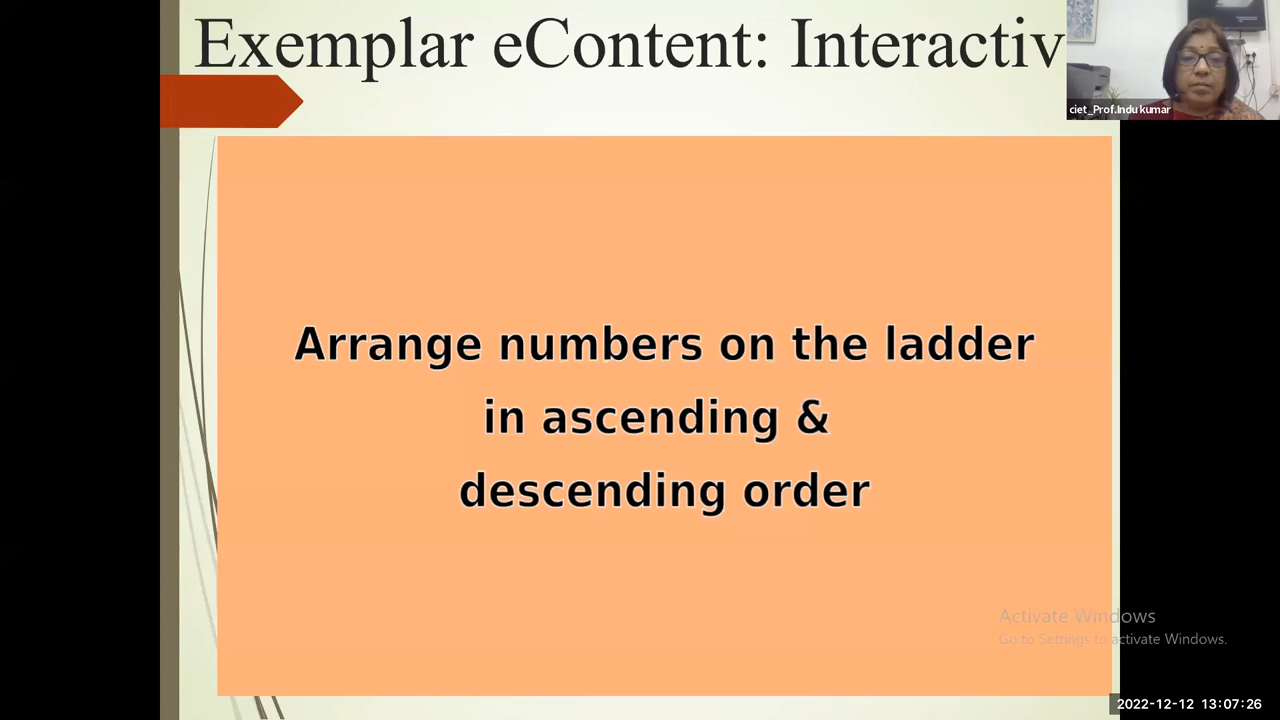 Exemplar eContent: Interactiv
ciet_Prof.Indu kumar
Arrange numbers on the ladder
in ascending &
descending order
Activate Windows
Go to Settings to activate Windows.
2022-12-12 13:07:26